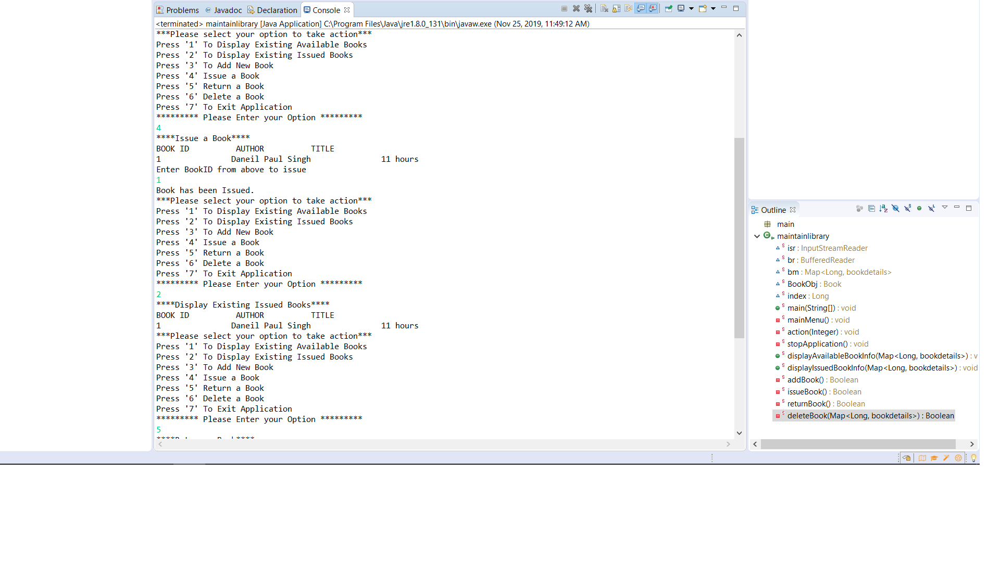 Problems @ Javadoc Declaration Console
<terminated> maintainlibrary [Java Application] C:\Program Files\Java\jre1.8.0_131\bin\javaw.exe (Nov 25, 2019, 11:49:12 AM)
***Please select your option to take action***
Press '1' To Display Existing Available Books
Press '2' To Display Existing Issued Books
Press '3' To Add New Book
Press '4' Issue a Book
Press '5' Return a Book
Press '6' Delete a Book
Press '7' To Exit Application
********* Please Enter your Option *********
4
****Issue a Book****
BOOK ID          AUTHOR          TITLE
1               Daneil Paul Singh               11 hours
Enter BookID from above to issue
1
Book has been Issued.
***Please select your option to take action***
Press '1' To Display Existing Available Books
Press '2' To Display Existing Issued Books
Press '3' To Add New Book
Press '4' Issue a Book
Press '5' Return a Book
Press '6' Delete a Book
Press '7' To Exit Application
********* Please Enter your Option *********
2
****Display Existing Issued Books****
BOOK ID          AUTHOR          TITLE
1               Daneil Paul Singh               11 hours
***Please select your option to take action***
Press '1' To Display Existing Available Books
Press '2' To Display Existing Issued Books
Press '3' To Add New Book
Press '4' Issue a Book
Press '5' Return a Book
Press '6' Delete a Book
Press '7' To Exit Application
********* Please Enter your Option *********
5
Outline
main
maintainlibrary
isr : InputStreamReader
br : BufferedReader
bm : Map<Long, bookdetails>
BookObj : Book
index : Long
main(String[]) : void
mainMenu() : void
action(Integer) : void
stopApplication() : void
displayAvailableBookInfo(Map<Long, bookdetails>) : v
displayIssuedBookInfo(Map<Long, bookdetails>) : void
addBook() : Boolean
issueBook() : Boolean
returnBook() : Boolean
deleteBook(Map<Long, bookdetails>) : Boolean